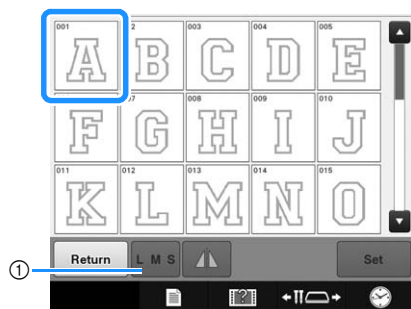 001 2 003 004 005
A B C D E
7 008 009 010
F G H I J
011 012 013 014 015
K L M N O
① Return L M S Set